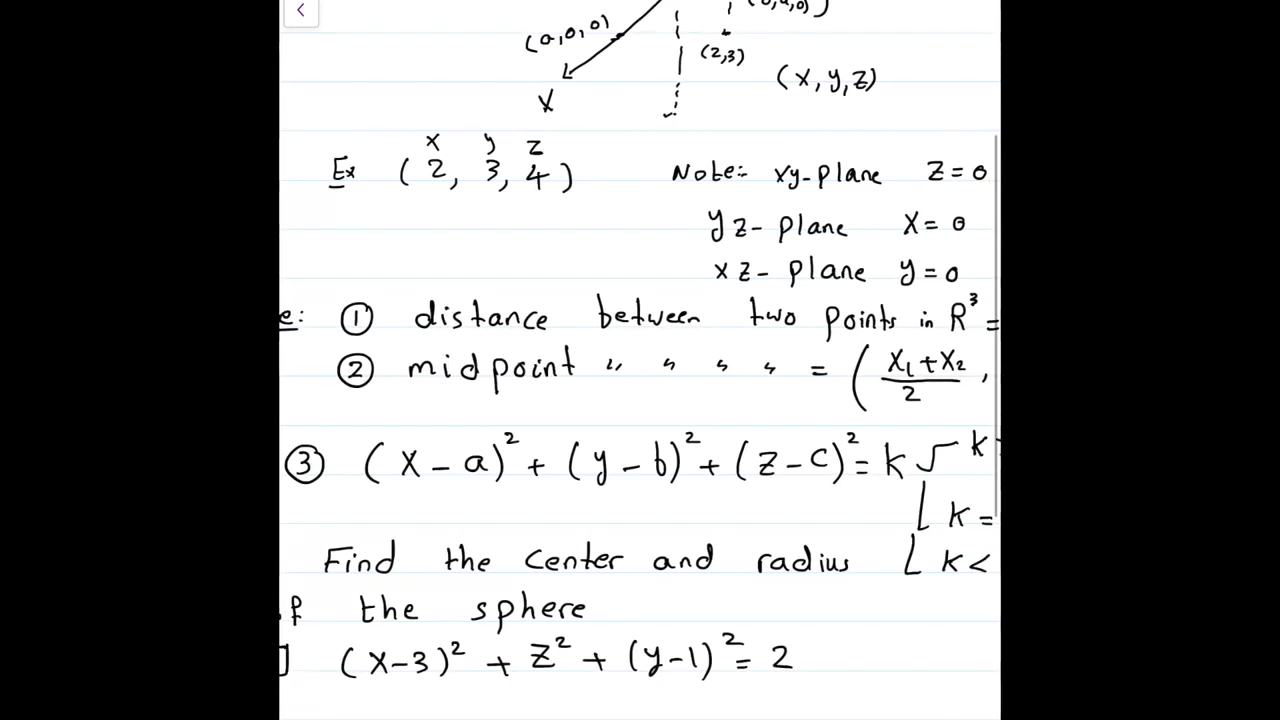 (a,0,0)
(2,3)
(x,y,z)
X
x y z
Ex (2, 3, 4) Note:- xy-plane z=0
yz-plane x=0
xz-plane y=0
e: ① distance between two points in R³ =
② midpoint " " " " = (x₁+x₂/2,
③ (x-a)²+(y-b)²+(z-c)²=k
k=
Find the center and radius k<
f the sphere
(x-3)² + z² + (y-1)² = 2